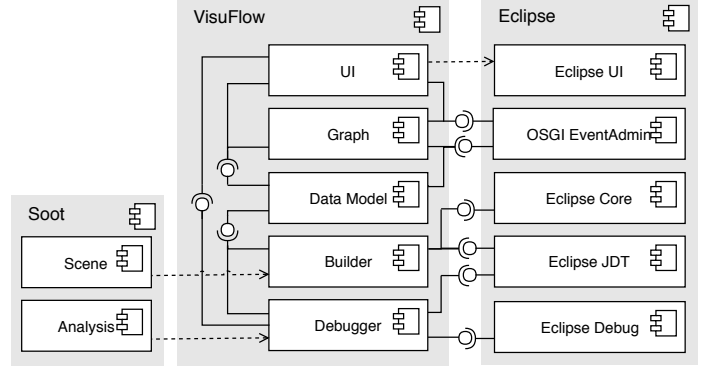 VisuFlow
Eclipse
UI
Eclipse UI
Graph
OSGI EventAdmin
Data Model
Eclipse Core
Soot
Scene
Builder
Eclipse JDT
Analysis
Debugger
Eclipse Debug